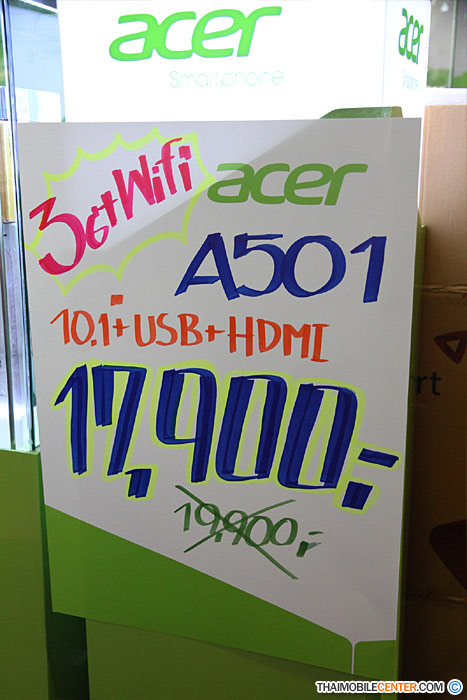 acer
acer
Smartphone
3G+Wifi
acer
A501
10.1"+USB+HDMI
17,900.-
19,900.-
THAIMOBILECENTER.COM ©